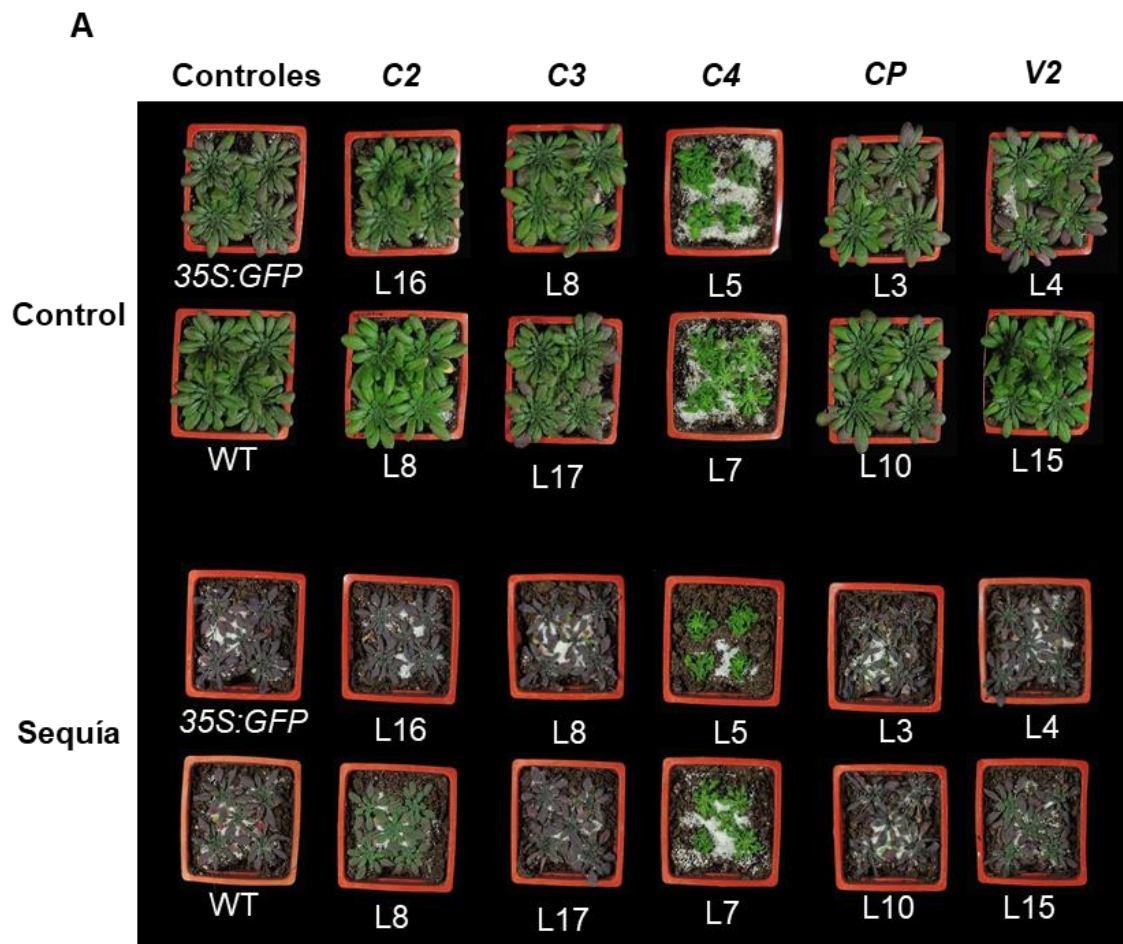 A
Controles C2 C3 C4 CP V2
Control
35S:GFP L16 L8 L5 L3 L4
WT L8 L17 L7 L10 L15
Sequía
35S:GFP L16 L8 L5 L3 L4
WT L8 L17 L7 L10 L15